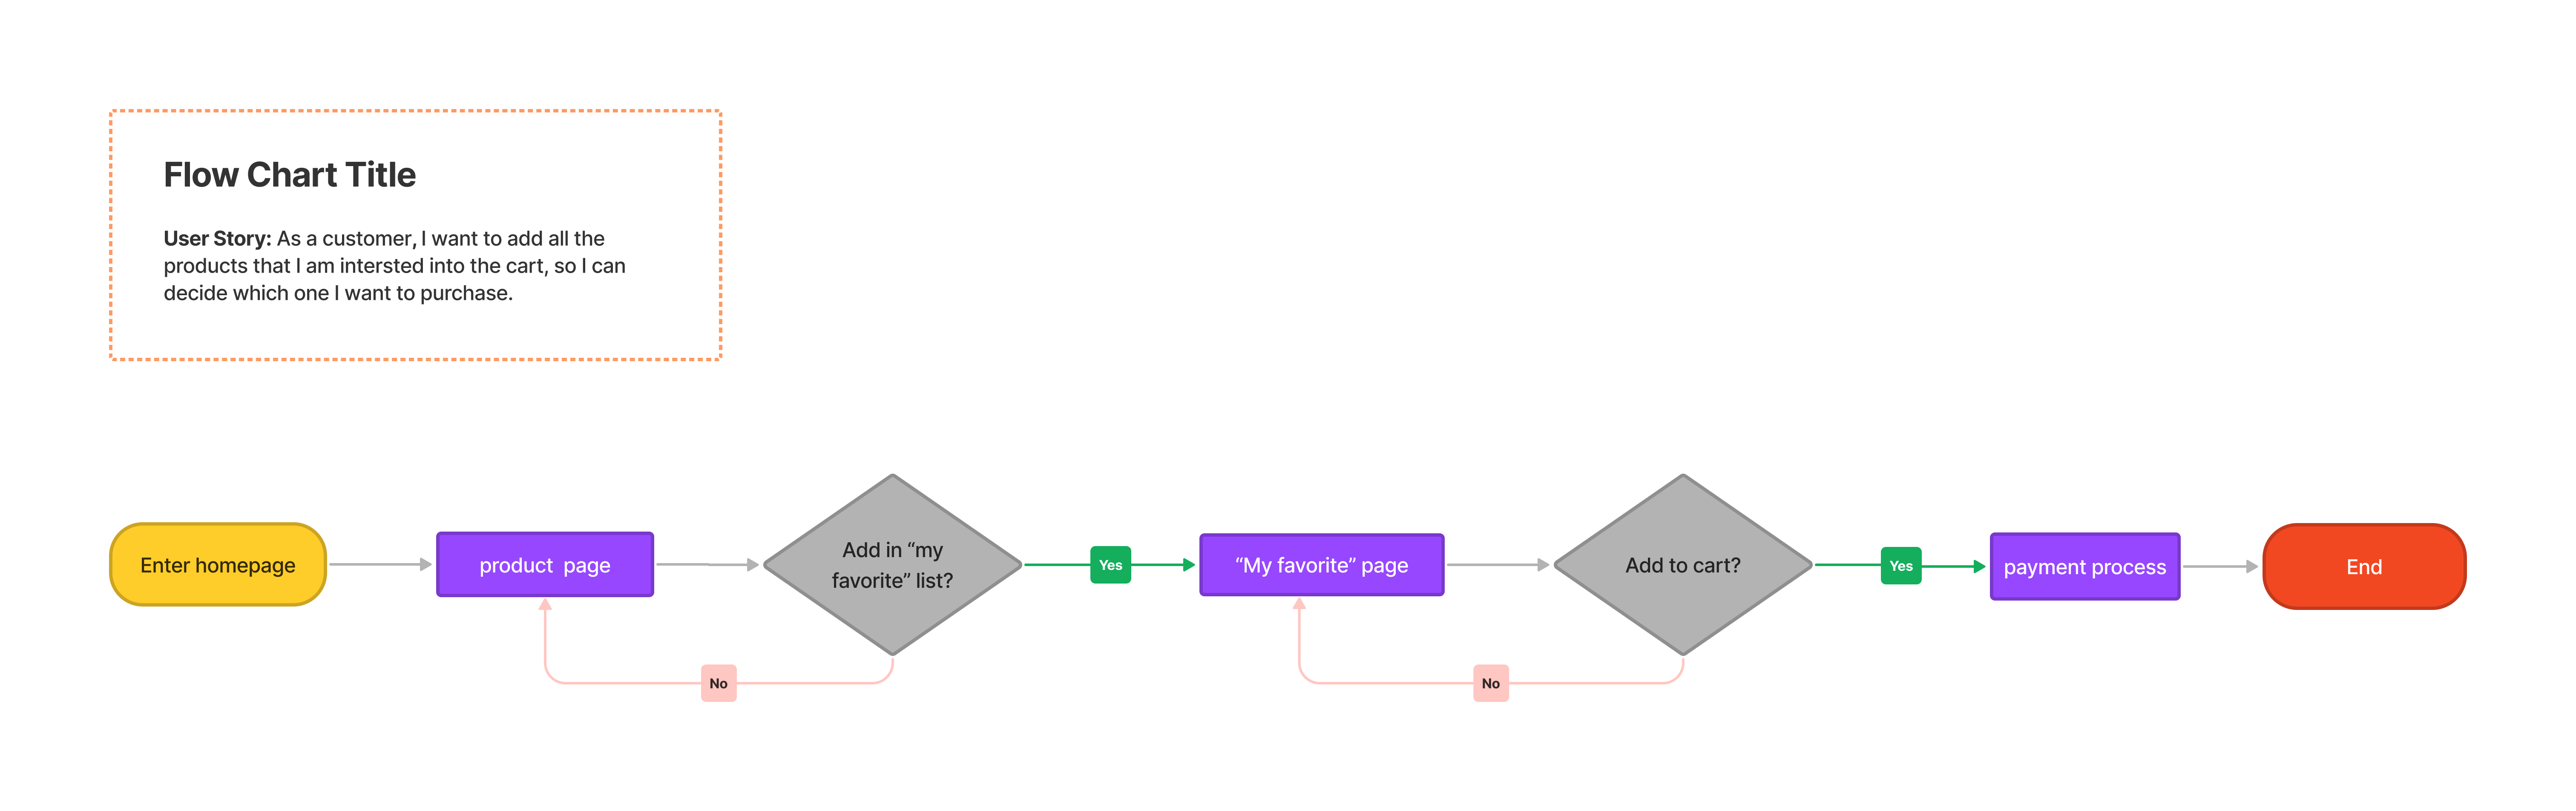 Flow Chart Title
User Story: As a customer, I want to add all the
products that I am intersted into the cart, so I can
decide which one I want to purchase.
Enter homepage
product  page
Add in “my
favorite” list?
Yes
“My favorite” page
Add to cart?
Yes
payment process
End
No
No